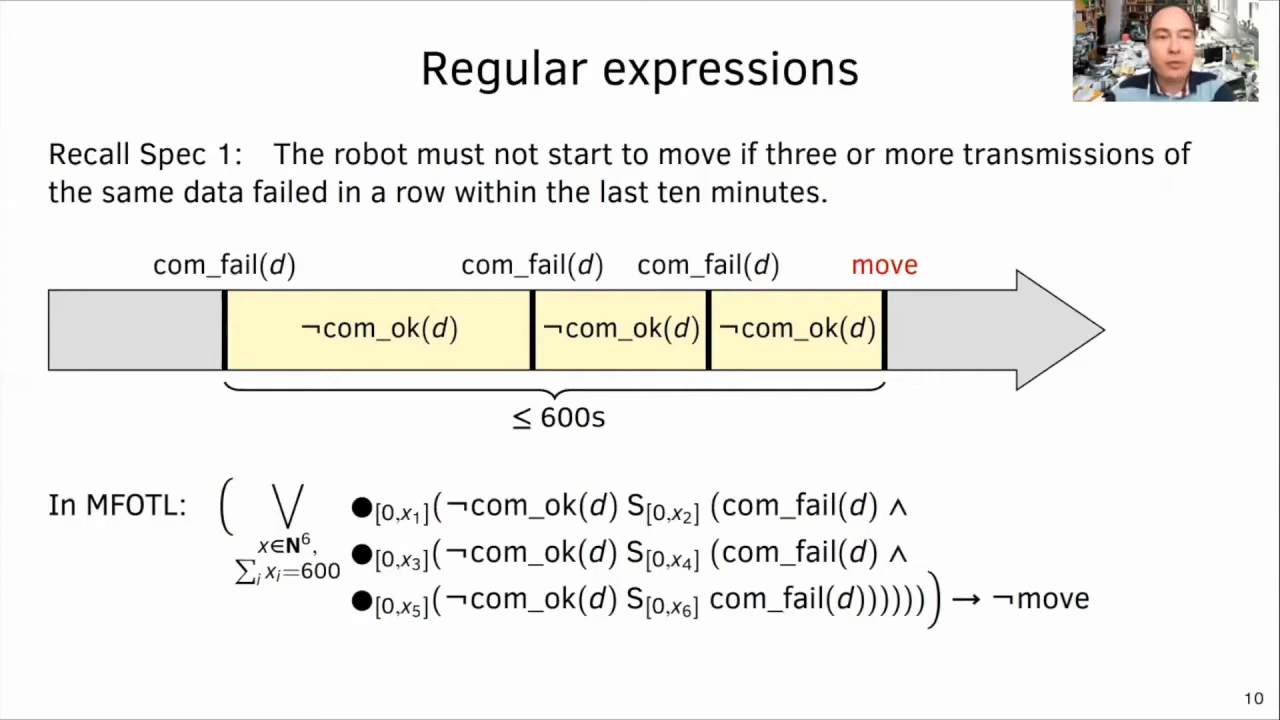 Regular expressions
Recall Spec 1: The robot must not start to move if three or more transmissions of
the same data failed in a row within the last ten minutes.
com_fail(d) com_fail(d) com_fail(d) move
¬com_ok(d) ¬com_ok(d) ¬com_ok(d)
≤ 600s
In MFOTL: ( ⋁ ●[0,x₁](¬com_ok(d) S[0,x₂] (com_fail(d) ∧
x∈N⁶,
●[0,x₃](¬com_ok(d) S[0,x₄] (com_fail(d) ∧
∑ᵢ xᵢ=600
●[0,x₅](¬com_ok(d) S[0,x₆] com_fail(d)))))) ) → ¬move
10